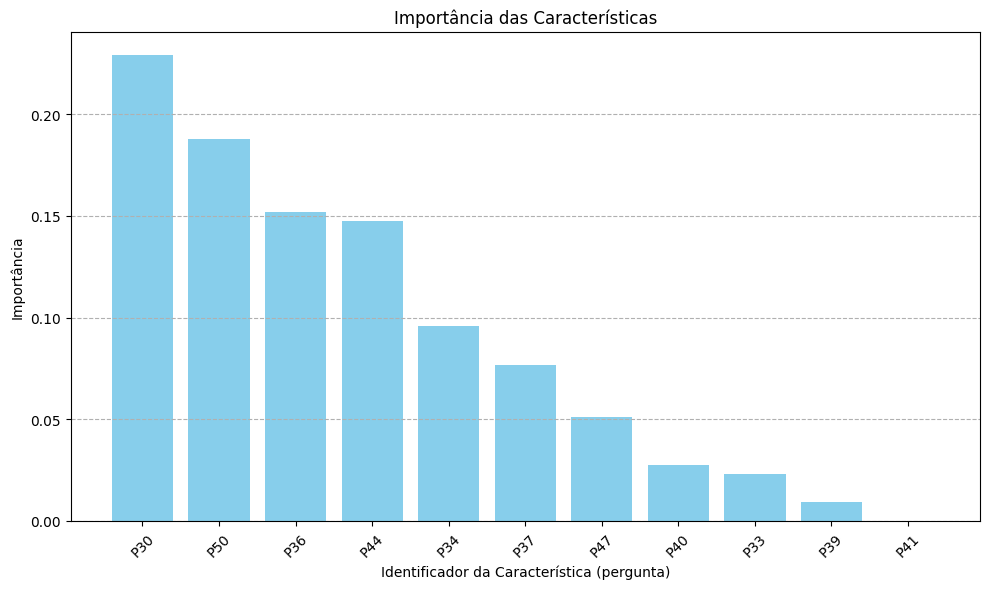 Importância das Características
Importância
0.20
0.15
0.10
0.05
0.00
P30 P50 P36 P44 P34 P37 P47 P40 P33 P39 P41
Identificador da Característica (pergunta)